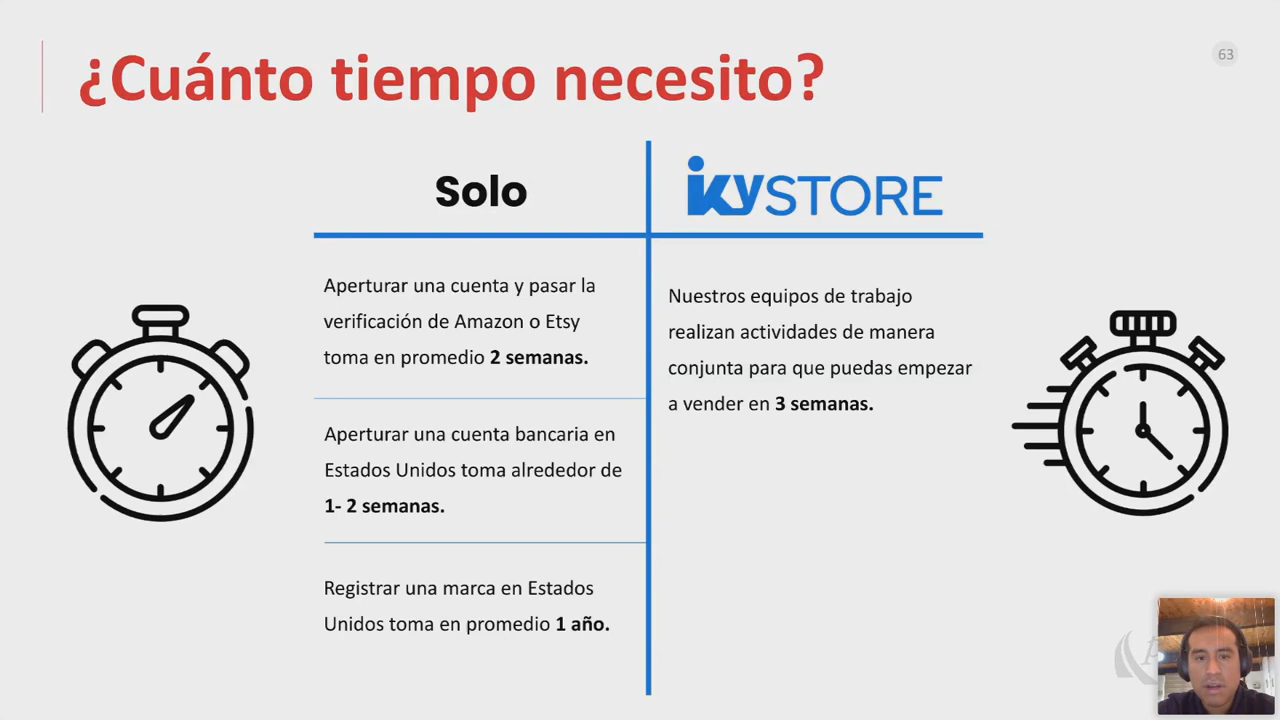 ¿Cuánto tiempo necesito?
63
Solo
ikySTORE
Aperturar una cuenta y pasar la
verificación de Amazon o Etsy
toma en promedio 2 semanas.
Aperturar una cuenta bancaria en
Estados Unidos toma alrededor de
1- 2 semanas.
Registrar una marca en Estados
Unidos toma en promedio 1 año.
Nuestros equipos de trabajo
realizan actividades de manera
conjunta para que puedas empezar
a vender en 3 semanas.